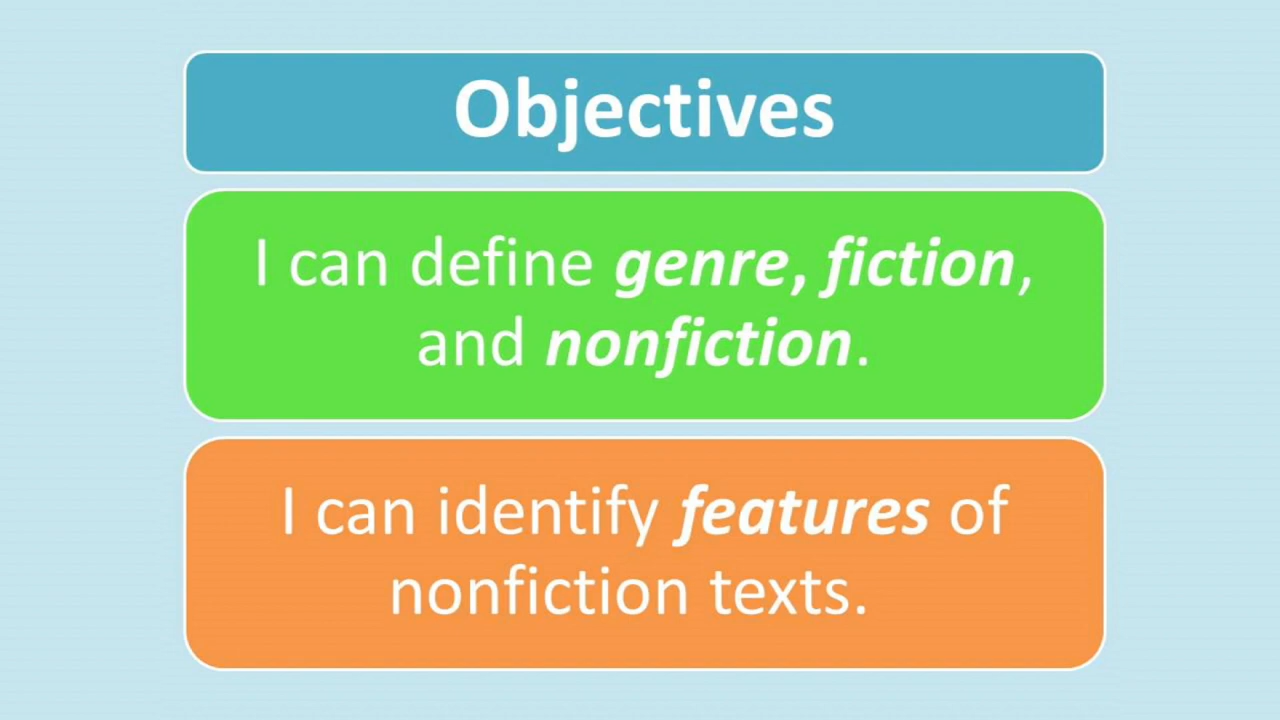 Objectives
I can define genre, fiction,
and nonfiction.
I can identify features of
nonfiction texts.